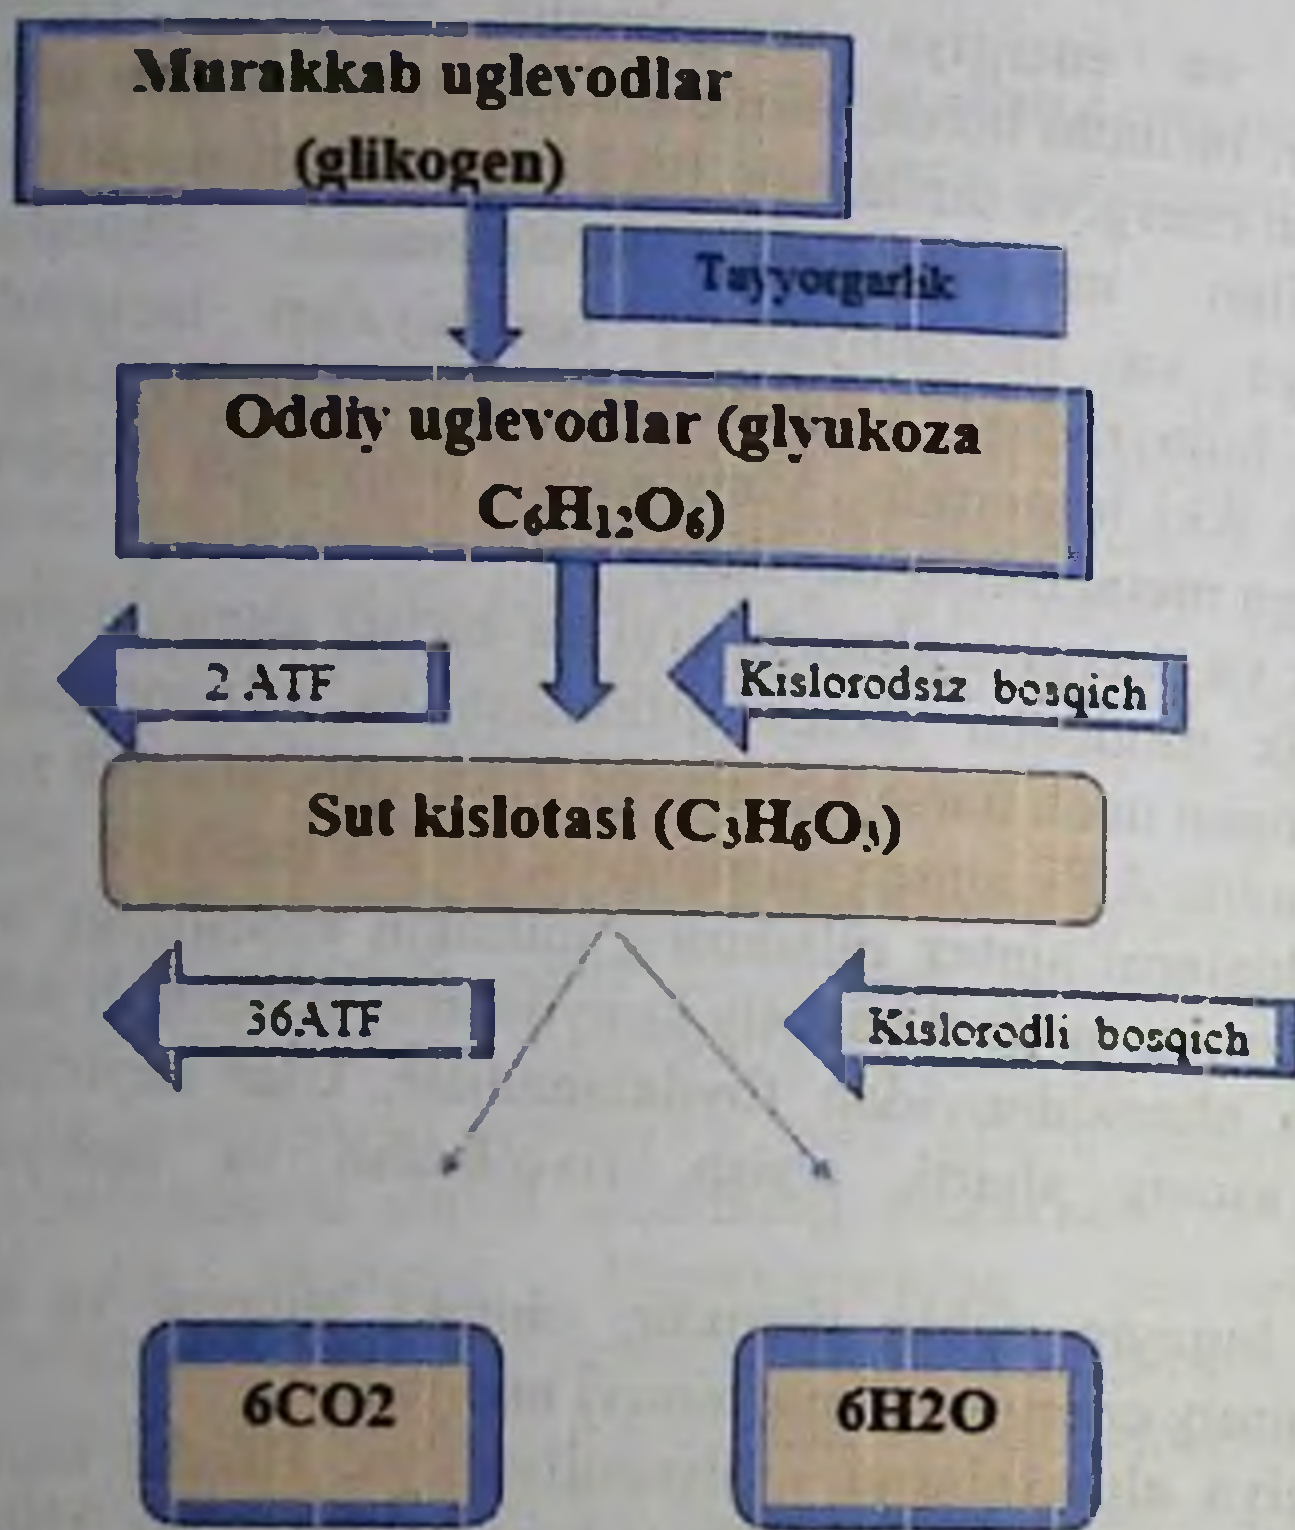 Murakkab uglevodlar
(glikogen)
Tayyorgarlik
Oddiy uglevodlar (glyukoza
C₆H₁₂O₆)
2 ATF
Kislorodsiz bosqich
Sut kislotasi (C₃H₆O₃)
36ATF
Kislorodli bosqich
6CO2
6H2O